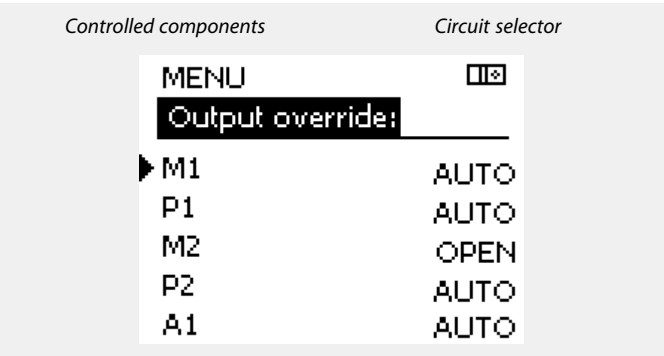 Controlled components Circuit selector
MENU
Output override:
M1 AUTO
P1 AUTO
M2 OPEN
P2 AUTO
A1 AUTO